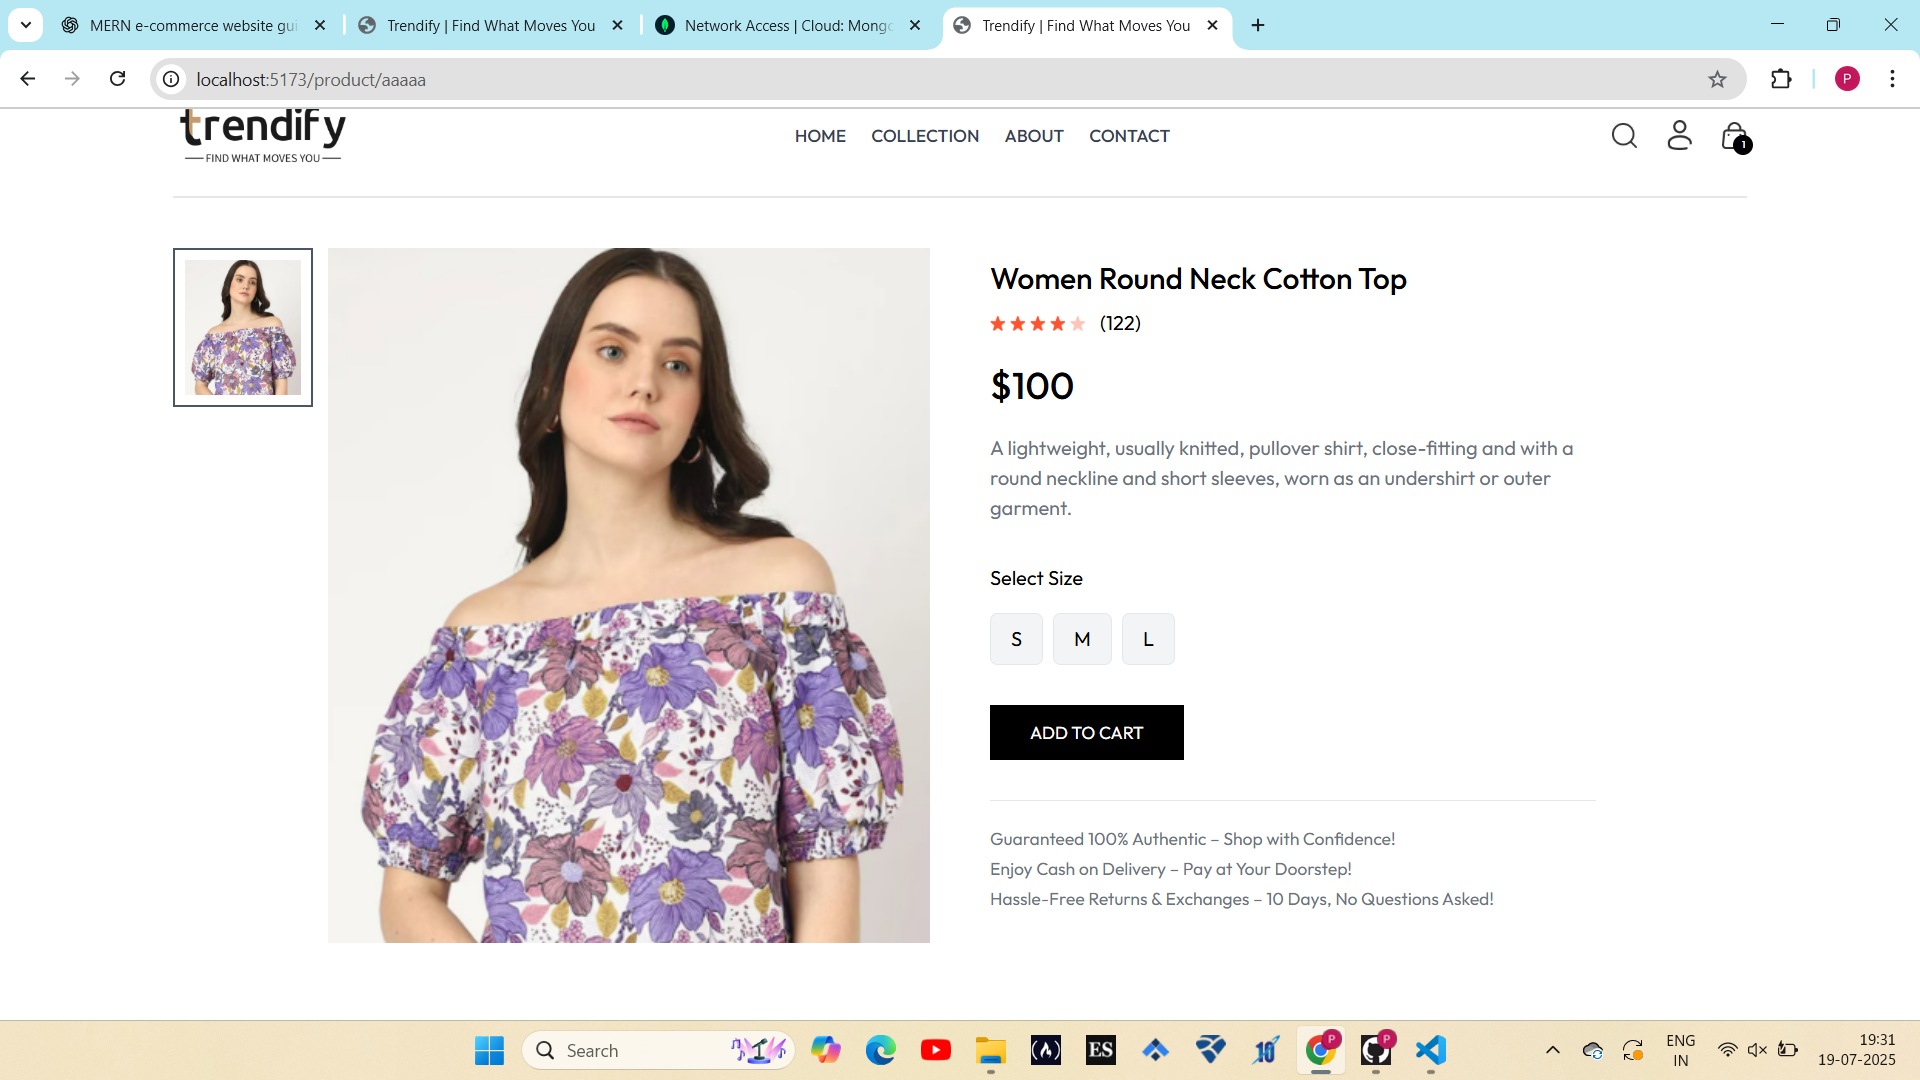 MERN e-commerce website gui
Trendify | Find What Moves You
Network Access | Cloud: Mongo
Trendify | Find What Moves You
localhost:5173/product/aaaaa
P
trendify
FIND WHAT MOVES YOU
HOME
COLLECTION
ABOUT
CONTACT
1
Women Round Neck Cotton Top
(122)
$100
A lightweight, usually knitted, pullover shirt, close-fitting and with a
round neckline and short sleeves, worn as an undershirt or outer
garment.
Select Size
S
M
L
ADD TO CART
Guaranteed 100% Authentic – Shop with Confidence!
Enjoy Cash on Delivery – Pay at Your Doorstep!
Hassle-Free Returns & Exchanges – 10 Days, No Questions Asked!
Search
ES
10
P
P
ENG
IN
19:31
19-07-2025